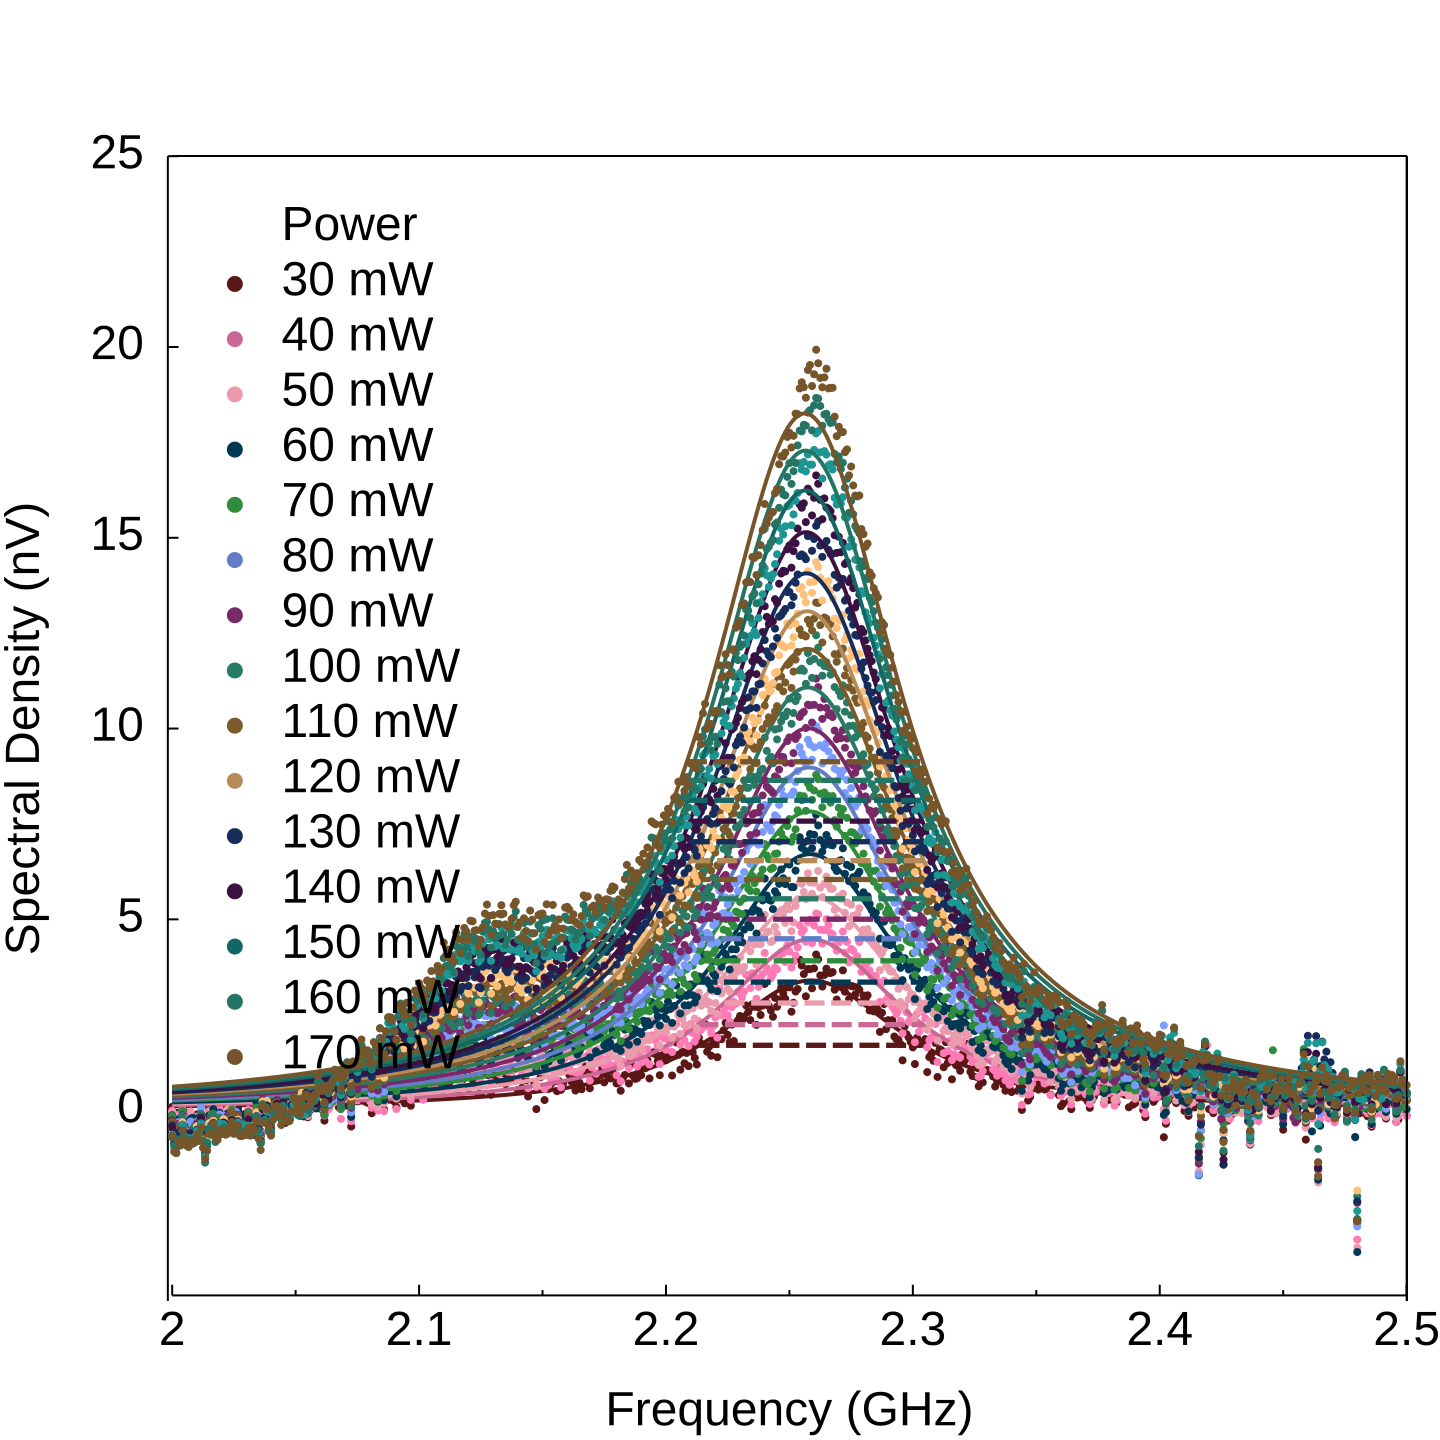 25
20
15
10
5
0
Spectral Density (nV)
Power
30 mW
40 mW
50 mW
60 mW
70 mW
80 mW
90 mW
100 mW
110 mW
120 mW
130 mW
140 mW
150 mW
160 mW
170 mW
2 2.1 2.2 2.3 2.4 2.5
Frequency (GHz)